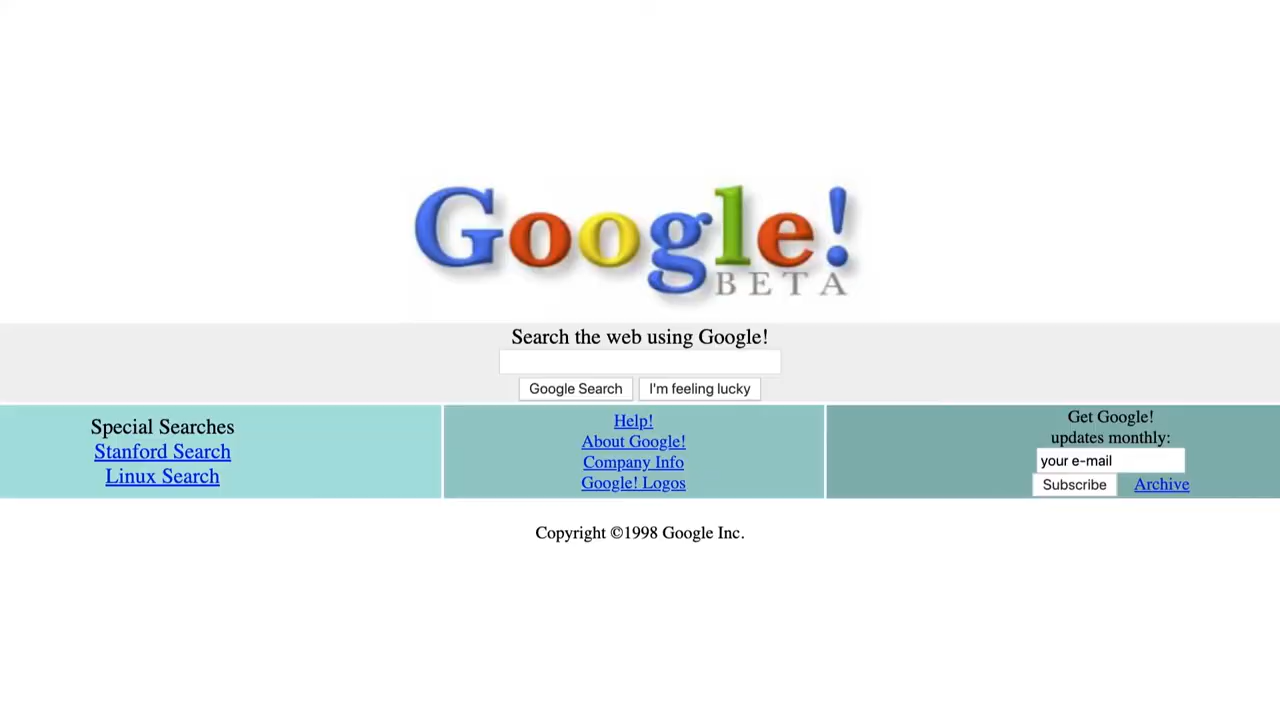 Google!
BETA
Search the web using Google!
Google Search I'm feeling lucky
Special Searches
Stanford Search
Linux Search
Help!
About Google!
Company Info
Google! Logos
Get Google!
updates monthly:
your e-mail
Subscribe Archive
Copyright ©1998 Google Inc.